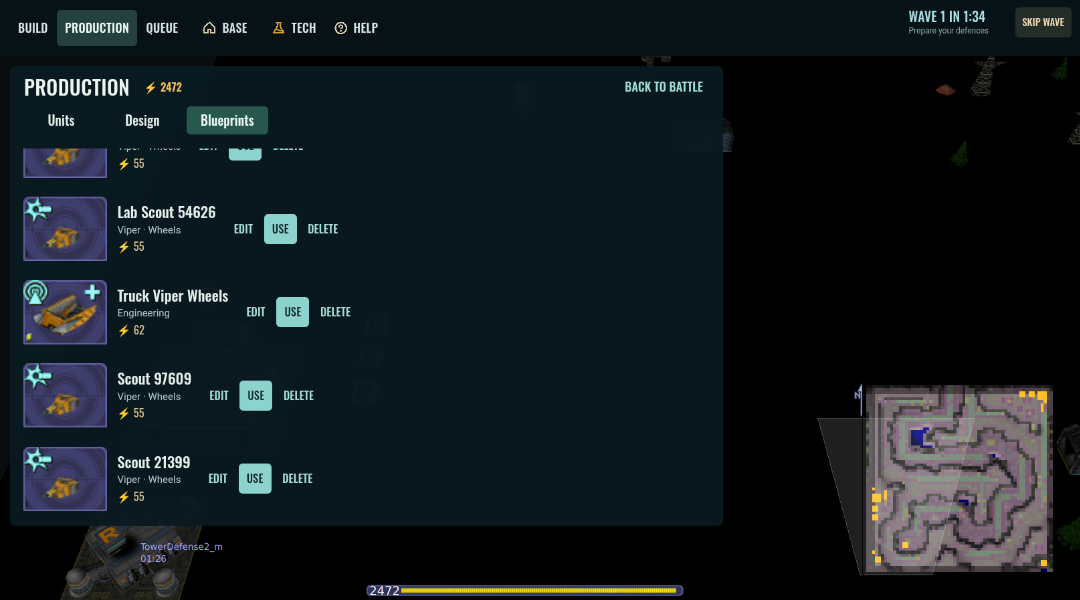 BUILD
PRODUCTION
QUEUE
BASE
TECH
HELP
WAVE 1 IN 1:34
Prepare your defences
SKIP WAVE
PRODUCTION
2472
BACK TO BATTLE
Units
Design
Blueprints
Viper · Wheels
55
Lab Scout 54626
Viper · Wheels
55
EDIT
USE
DELETE
Truck Viper Wheels
Engineering
62
EDIT
USE
DELETE
Scout 97609
Viper · Wheels
55
EDIT
USE
DELETE
Scout 21399
Viper · Wheels
55
EDIT
USE
DELETE
N
TowerDefense2_m
01:26
2472